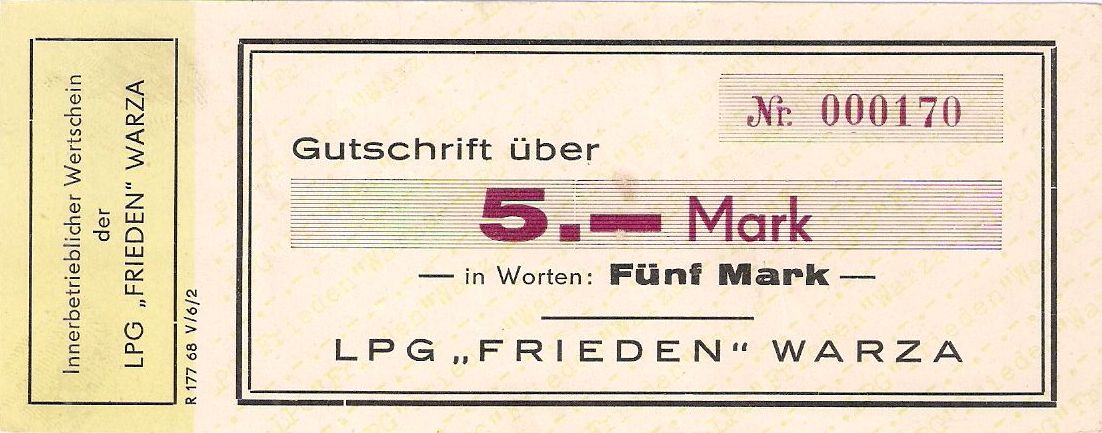 Innerbetrieblicher Wertschein
der
LPG „FRIEDEN“ WARZA
R 177 68 V/6/2
Nr. 000170
Gutschrift über
5.— Mark
— in Worten: Fünf Mark —
LPG „FRIEDEN“ WARZA